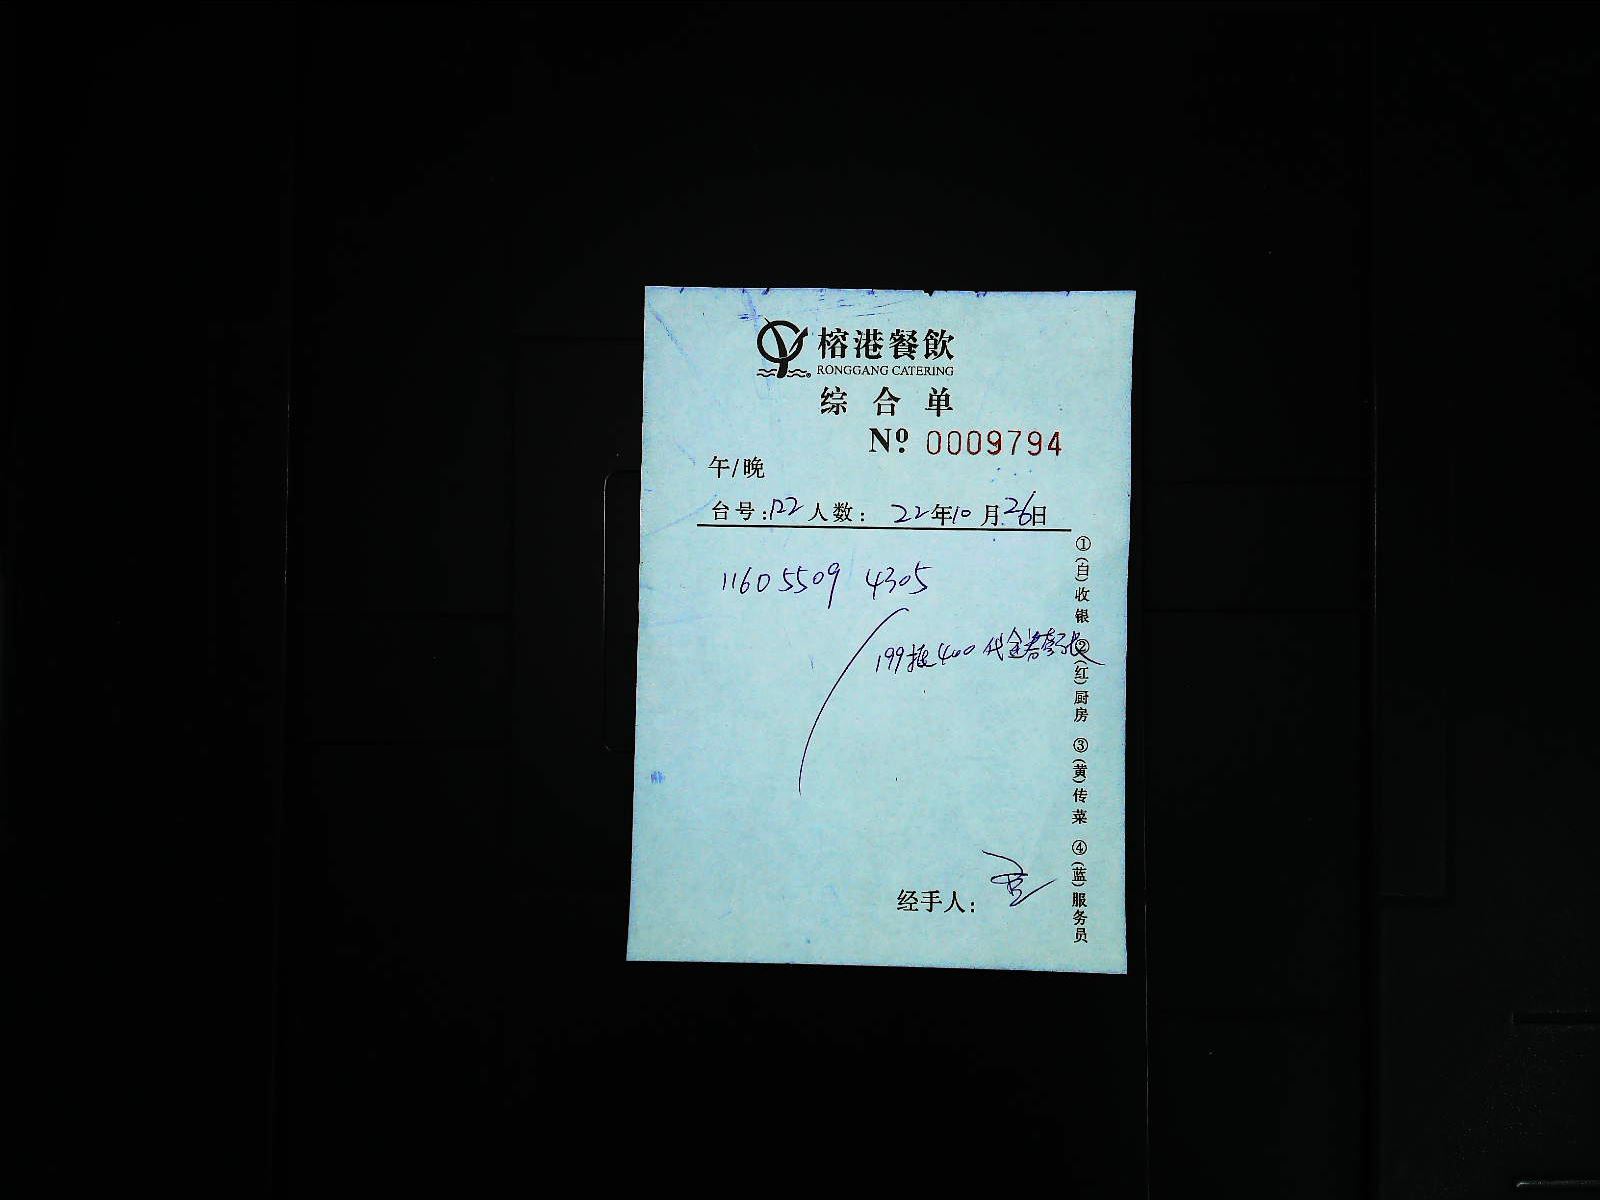 榕港餐飲
RONGGANG CATERING
综合单
№ 0009794
午/晚
台号:122 人数: 22年10月26日
11605509 4305
199抵400代金
经手人:
①(白)收银 ②(红)厨房 ③(黄)传菜 ④(蓝)服务员